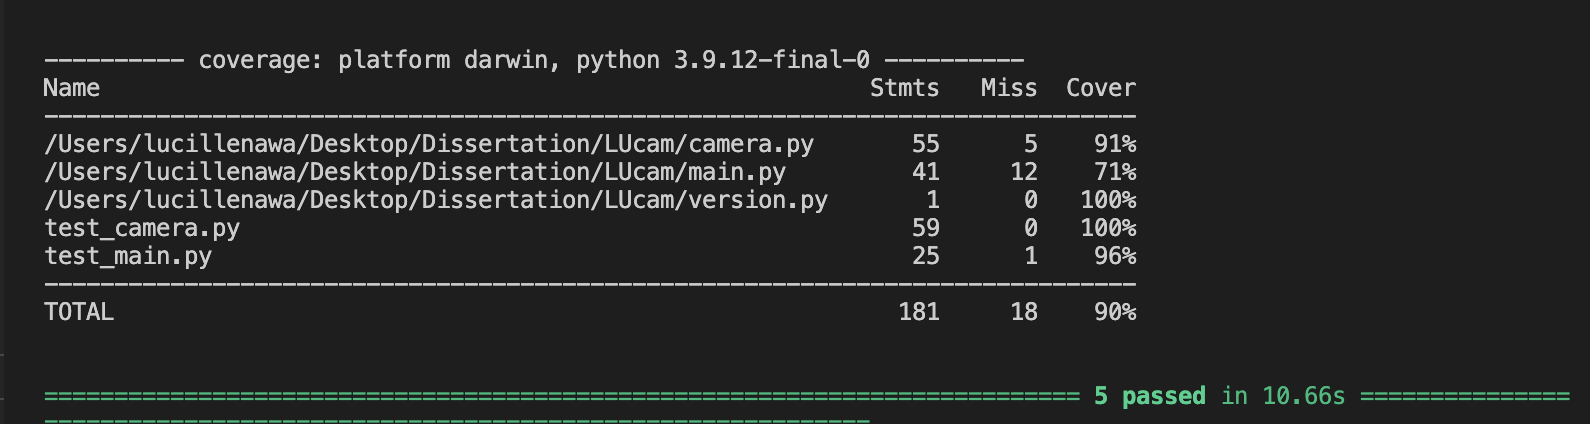 ---------- coverage: platform darwin, python 3.9.12-final-0 ----------
Name                                                           Stmts   Miss  Cover
------------------------------------------------------------------------------
/Users/lucillenawa/Desktop/Dissertation/LUcam/camera.py           55      5    91%
/Users/lucillenawa/Desktop/Dissertation/LUcam/main.py             41     12    71%
/Users/lucillenawa/Desktop/Dissertation/LUcam/version.py           1      0   100%
test_camera.py                                                    59      0   100%
test_main.py                                                      25      1    96%
------------------------------------------------------------------------------
TOTAL                                                            181     18    90%
========================================================================== 5 passed in 10.66s ===============
===========================================================